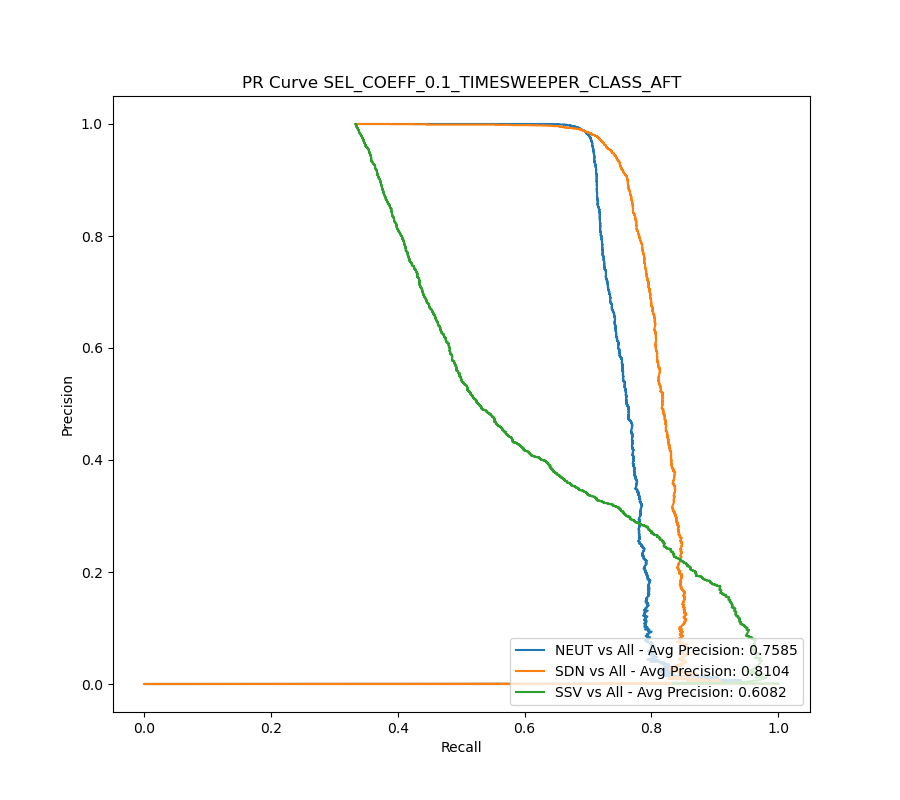 PR Curve SEL_COEFF_0.1_TIMESWEEPER_CLASS_AFT
1.0
0.8
0.6
0.4
0.2
0.0
Precision
NEUT vs All - Avg Precision: 0.7585
SDN vs All - Avg Precision: 0.8104
SSV vs All - Avg Precision: 0.6082
0.0 0.2 0.4 0.6 0.8 1.0
Recall